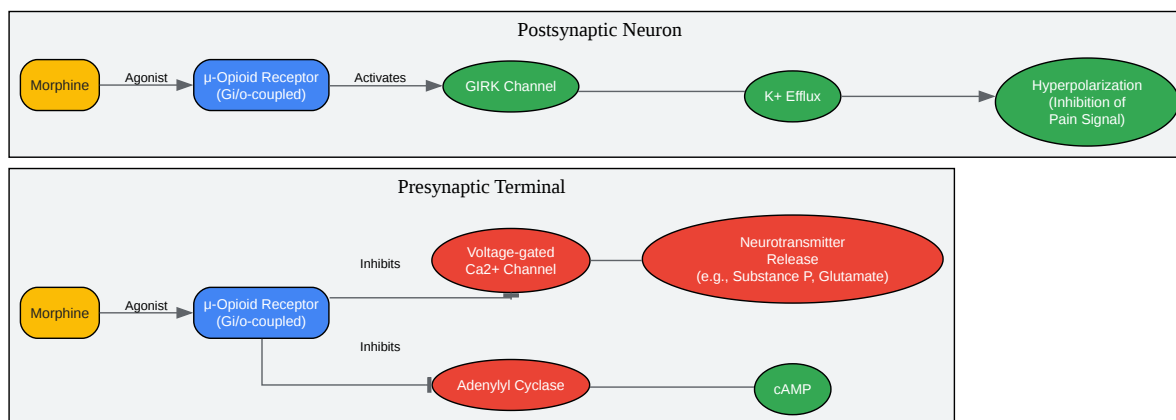 Postsynaptic Neuron
Morphine
Agonist
μ-Opioid Receptor
(Gi/o-coupled)
Activates
GIRK Channel
K+ Efflux
Hyperpolarization
(Inhibition of
Pain Signal)
Presynaptic Terminal
Morphine
Agonist
μ-Opioid Receptor
(Gi/o-coupled)
Inhibits
Voltage-gated
Ca2+ Channel
Neurotransmitter
Release
(e.g., Substance P, Glutamate)
Inhibits
Adenylyl Cyclase
cAMP